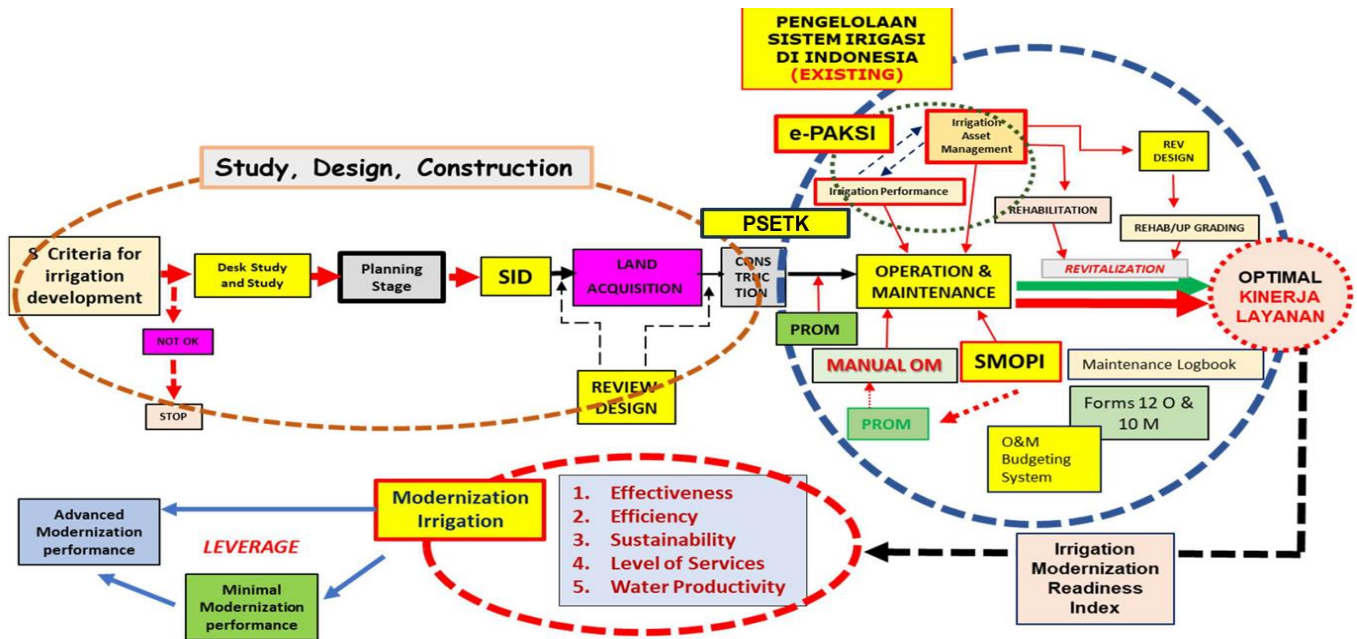 PENGELOLAAN
SISTEM IRIGASI
DI INDONESIA
(EXISTING)
e-PAKSI
Irrigation
Asset
Management
REV
DESIGN
Irrigation Performance
REHABILITATION
REHAB/UP GRADING
REVITALIZATION
Study, Design, Construction
PSETK
8 Criteria for
irrigation
development
Desk Study
and Study
Planning
Stage
SID
LAND
ACQUISITION
CONS
TRUC
TION
OPERATION &
MAINTENANCE
OPTIMAL
KINERJA
LAYANAN
NOT OK
STOP
REVIEW
DESIGN
PROM
MANUAL OM
SMOPI
Maintenance Logbook
PROM
Forms 12 O &
10 M
O&M
Budgeting
System
Modernization
Irrigation
1. Effectiveness
2. Efficiency
3. Sustainability
4. Level of Services
5. Water Productivity
Irrigation
Modernization
Readiness
Index
Advanced
Modernization
performance
LEVERAGE
Minimal
Modernization
performance